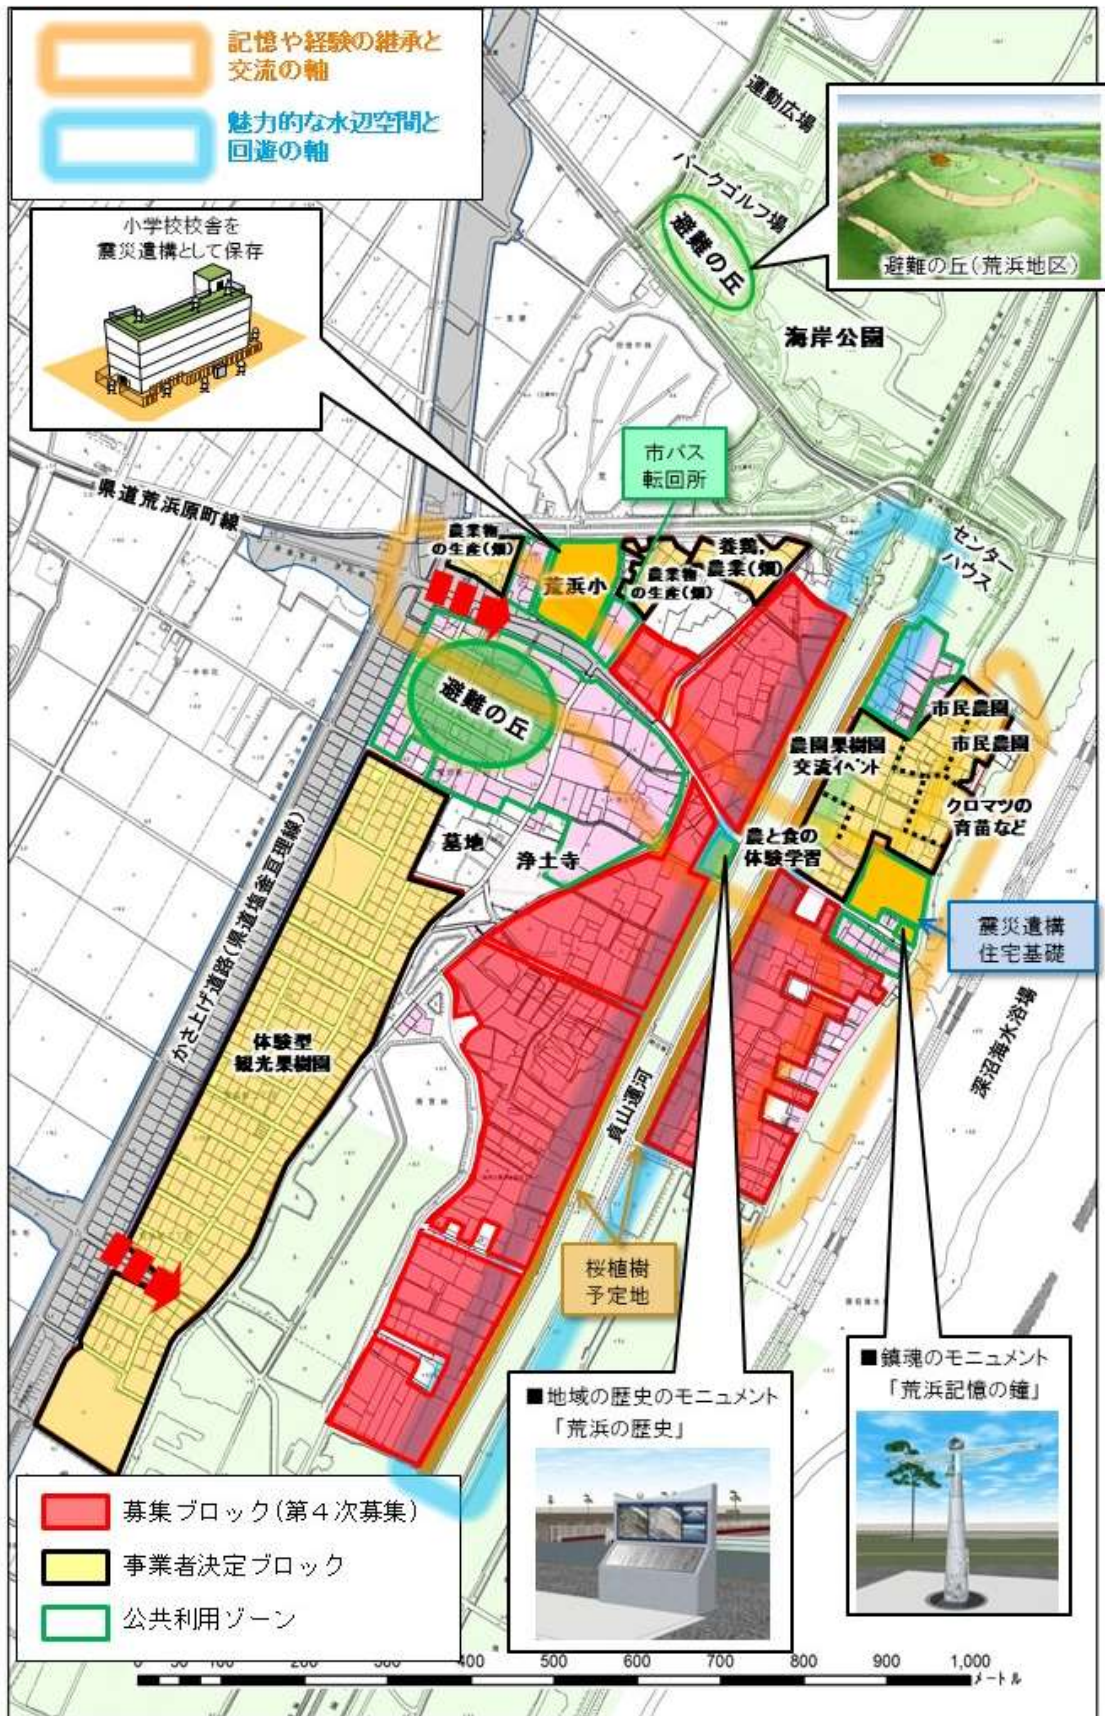 記憶や経験の継承と
交流の軸
魅力的な水辺空間と
回遊の軸
小学校校舎を
震災遺構として保存
運動広場
パークゴルフ場
避難の丘
避難の丘(荒浜地区)
海岸公園
市バス
転回所
県道荒浜原町線
センター
ハウス
農業物
の生産(畑)
荒浜小
農業物
の生産(畑)
養鶏,
農業(畑)
避難の丘
市民農園
市民農園
農園果樹園
交流イベント
クロマツの
育苗など
農と食の
体験学習
墓地
浄土寺
震災遺構
住宅基礎
かさ上げ道路(県道塩釜亘理線)
体験型
観光果樹園
深沼海水浴場
貞山運河
桜植樹
予定地
■地域の歴史のモニュメント
「荒浜の歴史」
■鎮魂のモニュメント
「荒浜記憶の鐘」
募集ブロック(第4次募集)
事業者決定ブロック
公共利用ゾーン
0 50 100 200 300 400 500 600 700 800 900 1,000
メートル